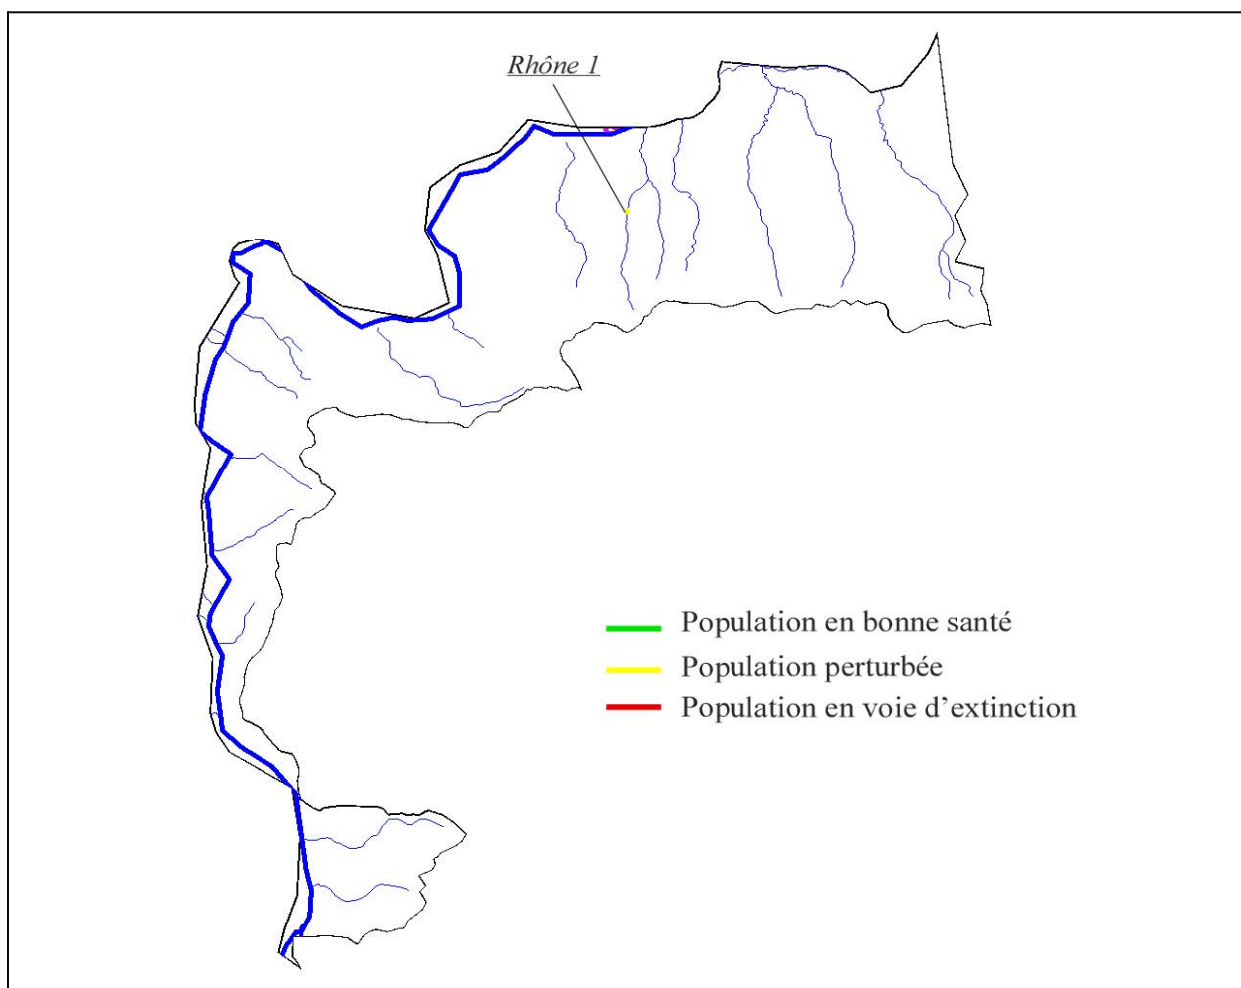 Rhône 1
Population en bonne santé
Population perturbée
Population en voie d’extinction